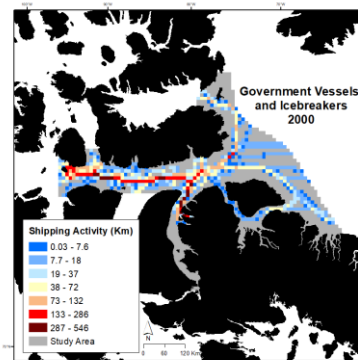 Government Vessels
and Icebreakers
2000
Shipping Activity (Km)
0.03 - 7.6
7.7 - 18
19 - 37
38 - 72
73 - 132
133 - 286
287 - 546
Study Area
N
0
120 Km